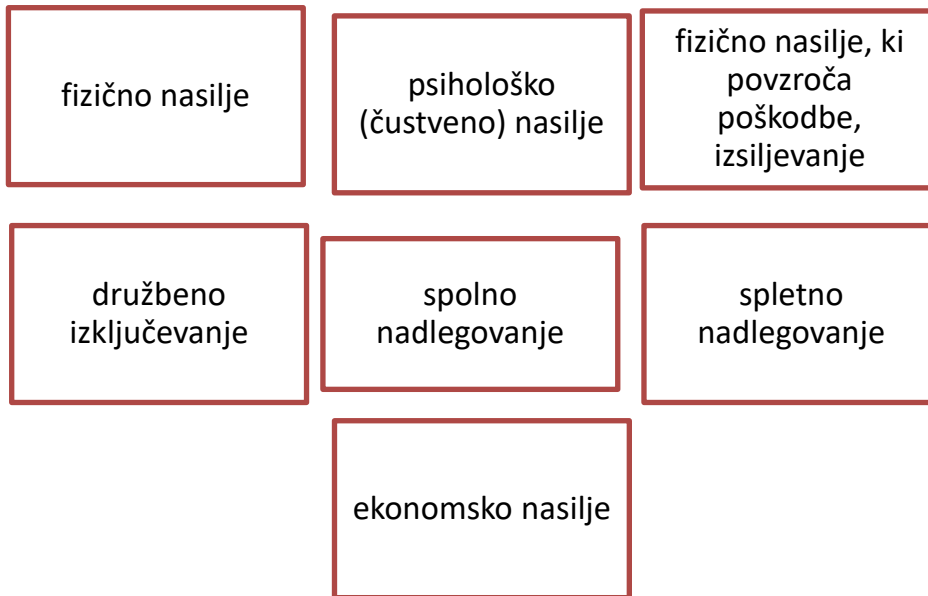 fizično nasilje
psihološko
(čustveno) nasilje
fizično nasilje, ki
povzroča
poškodbe,
izsiljevanje
družbeno
izključevanje
spolno
nadlegovanje
spletno
nadlegovanje
ekonomsko nasilje